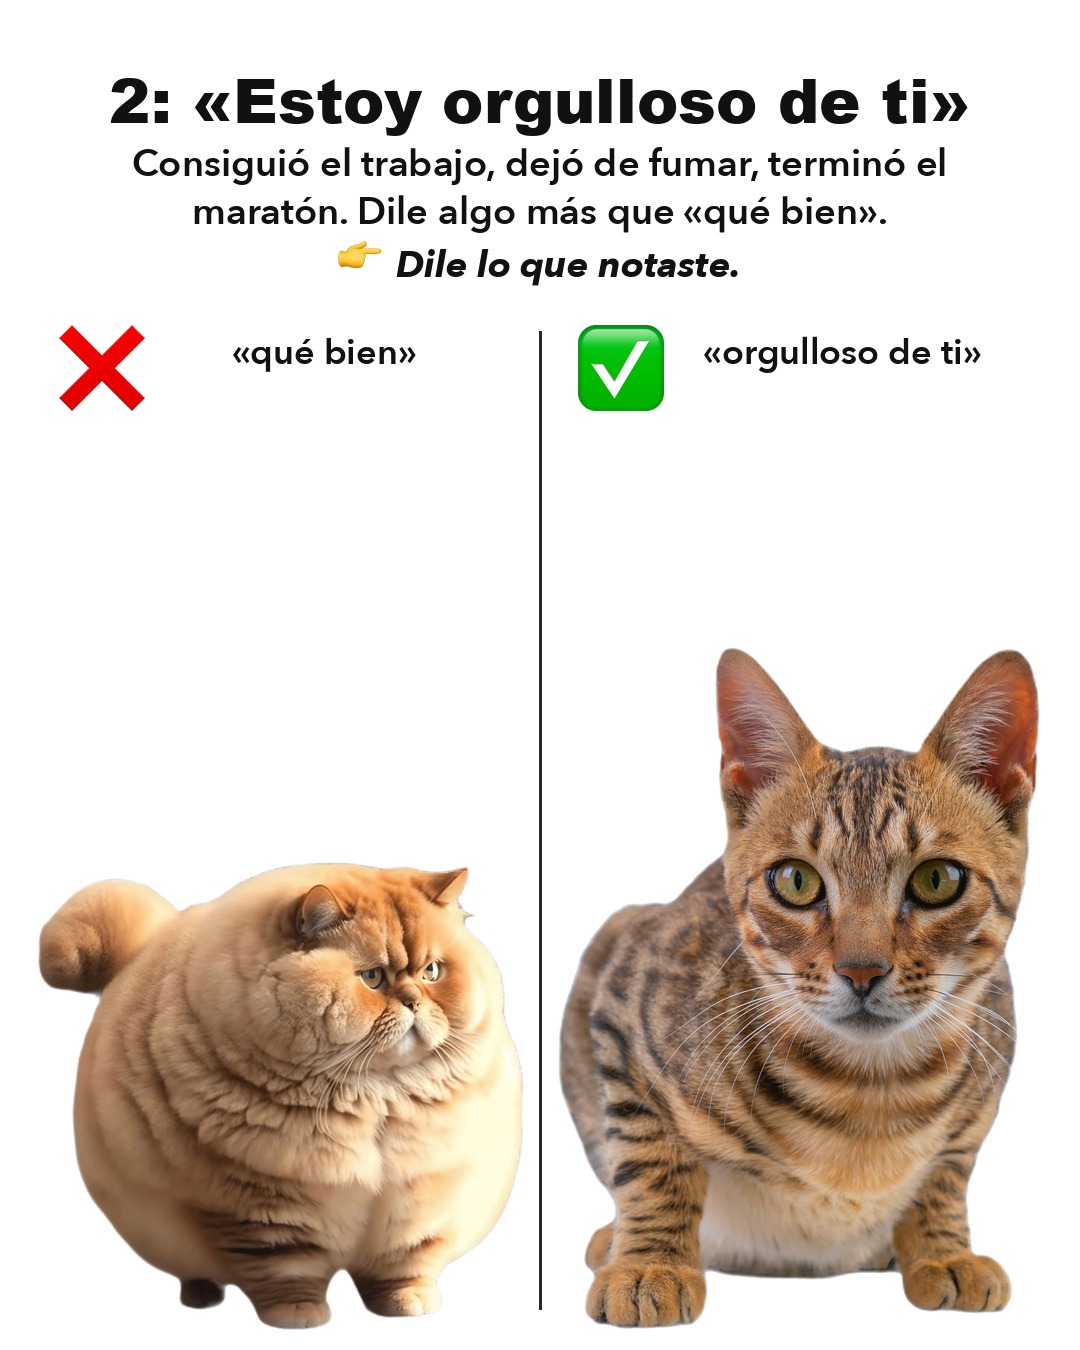 2: «Estoy orgulloso de ti»
Consiguió el trabajo, dejó de fumar, terminó el
maratón. Dile algo más que «qué bien».
👉 Dile lo que notaste.
❌ «qué bien»
✅ «orgulloso de ti»